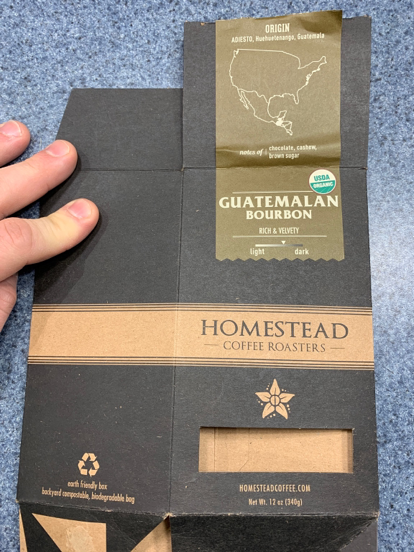 ORIGIN
ADIESTO, Huehuetenango, Guatemala
notes of: chocolate, cashew,
brown sugar
USDA
ORGANIC
GUATEMALAN
BOURBON
RICH & VELVETY
light dark
HOMESTEAD
COFFEE ROASTERS
earth friendly box
backyard compostable, biodegradable bag
HOMESTEADCOFFEE.COM
Net Wt. 12 oz (340g)